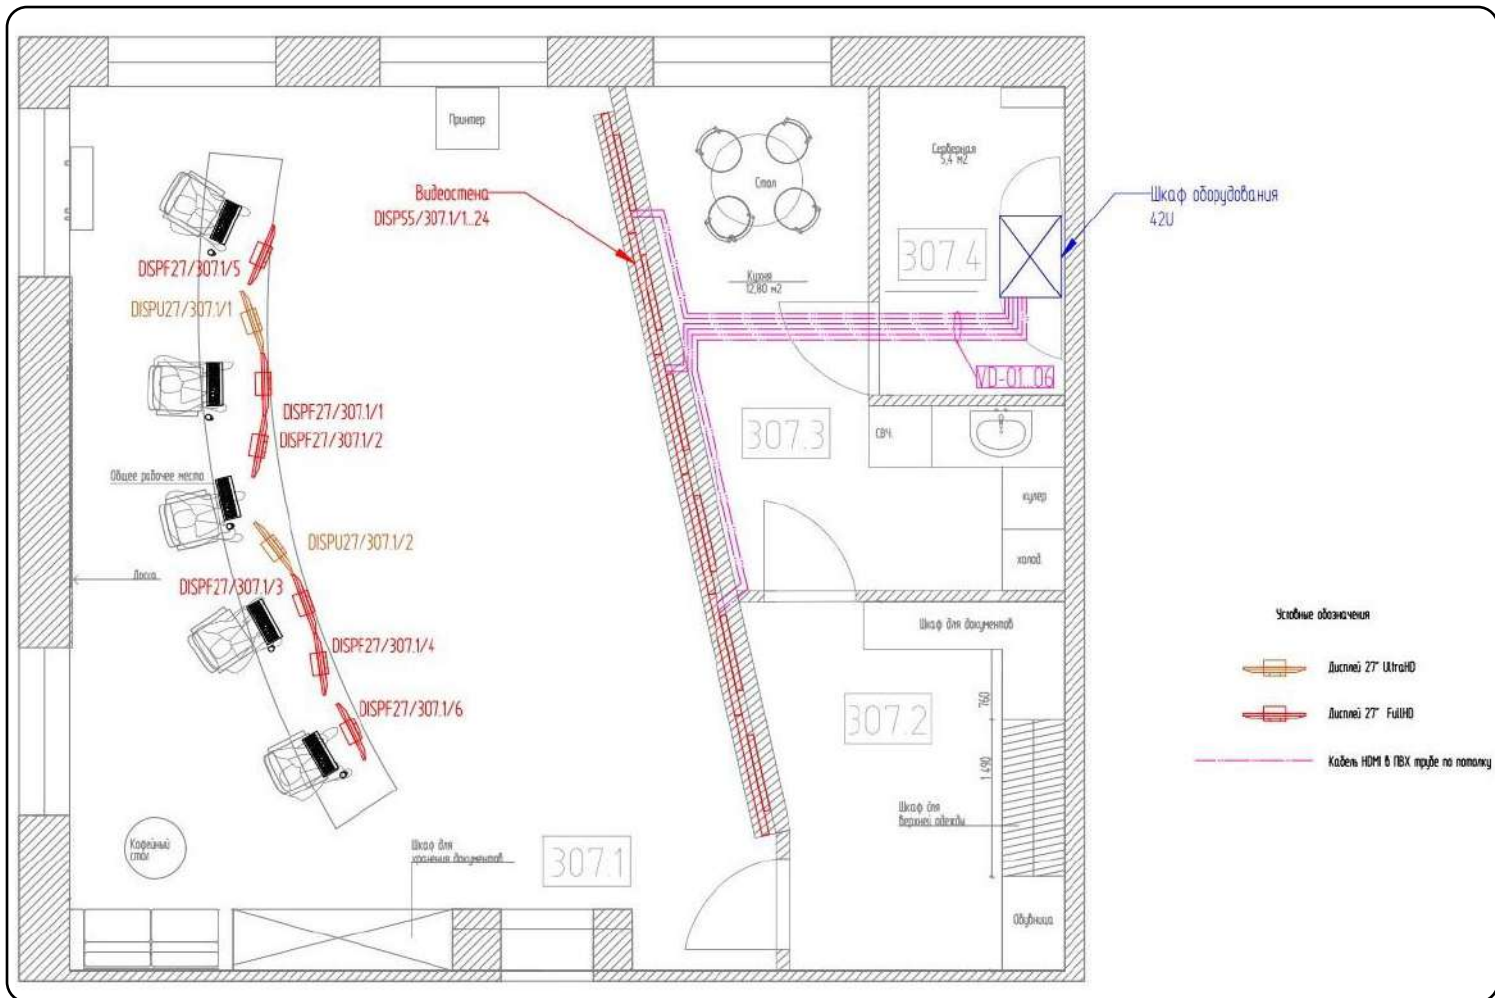 Принтер
Видеостена
DISP55/307.1/1...24
Стол
Серверная
5,4 м2
Шкаф оборудования
42U
307.4
Кухня
12,80 м2
DISPF27/307.1/5
DISPU27/307.1/1
VD-01...06
DISPF27/307.1/1
DISPF27/307.1/2
307.3
СВЧ
Общее рабочее место
кулер
DISPU27/307.1/2
холод.
Доска
DISPF27/307.1/3
Шкаф для документов
Условные обозначения
DISPF27/307.1/4
Дисплей 27" UltraHD
760
DISPF27/307.1/6
307.2
Дисплей 27" FullHD
Кабель HDMI в ПВХ трубе по потолку
1 490
Шкаф для
верхней одежды
Кофейный
стол
Шкаф для
хранения документов
307.1
Обувница